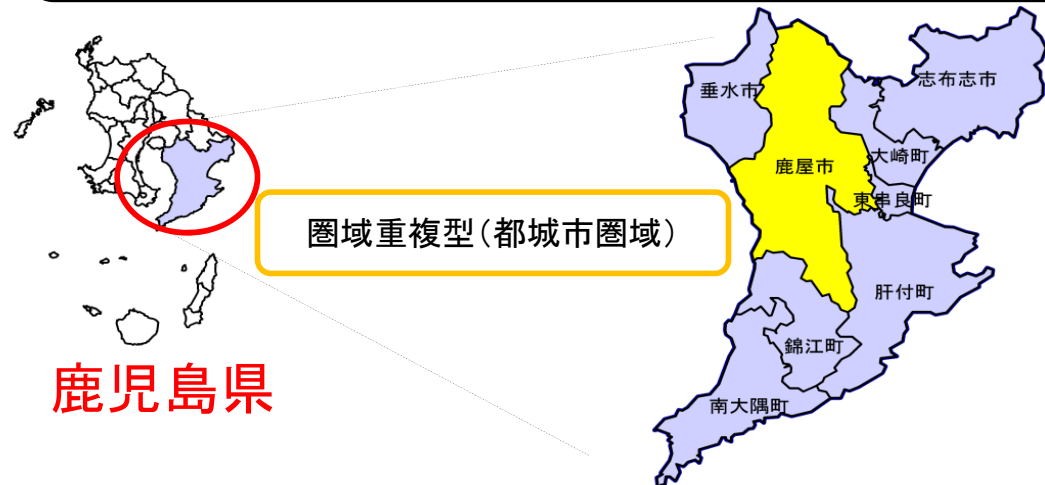 志布志市
垂水市
大崎町
鹿屋市
東串良町
圏域重複型(都城市圏域)
肝付町
錦江町
鹿児島県
南大隅町